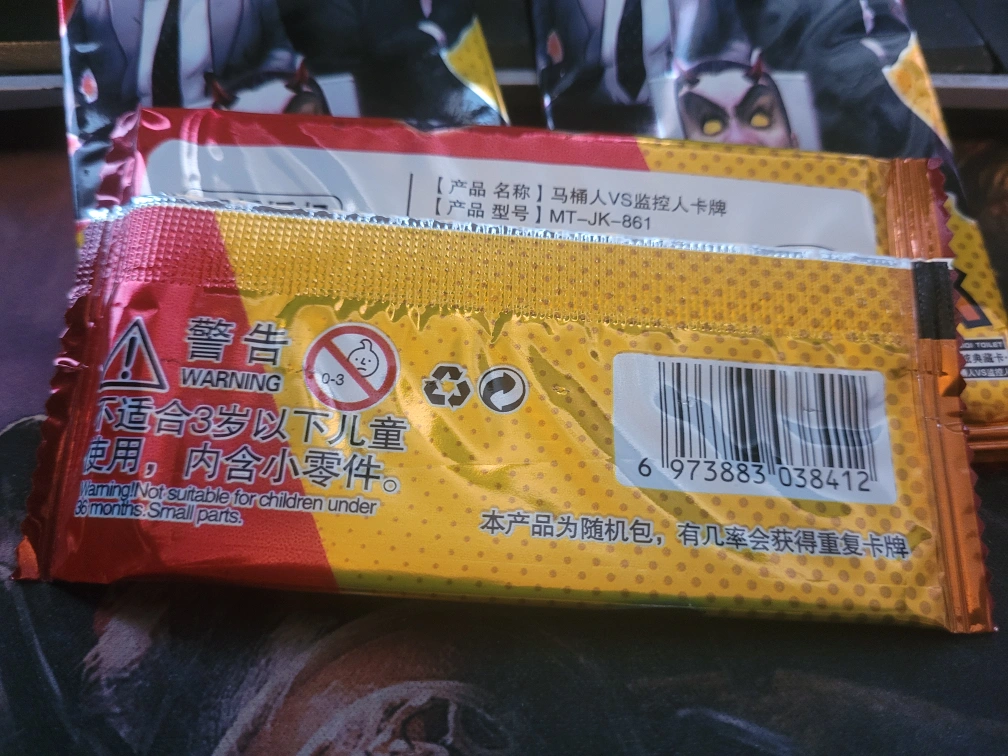 【产品 名称】马桶人VS监控人卡牌
【产品 型号】MT-JK-861
警告
WARNING
0-3
不适合3岁以下儿童
使用，内含小零件。
Warning!Not suitable for children under
36 months.Small parts.
6 973883 038412
本产品为随机包，有几率会获得重复卡牌